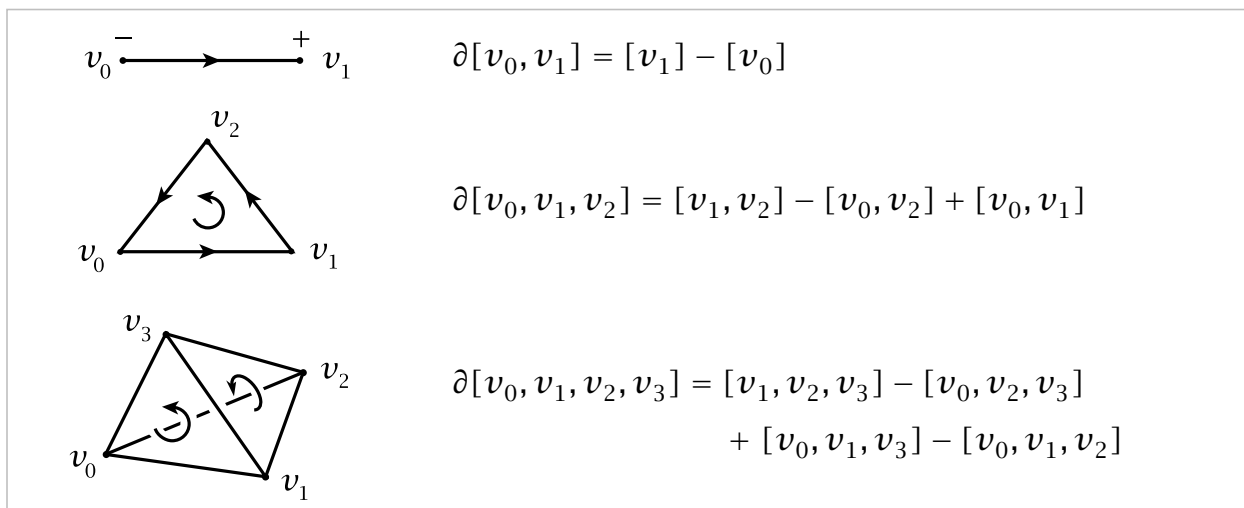 − +
v₀ v₁ ∂[v₀, v₁] = [v₁] − [v₀]
v₂
∂[v₀, v₁, v₂] = [v₁, v₂] − [v₀, v₂] + [v₀, v₁]
v₀ v₁
v₃
v₂ ∂[v₀, v₁, v₂, v₃] = [v₁, v₂, v₃] − [v₀, v₂, v₃]
+ [v₀, v₁, v₃] − [v₀, v₁, v₂]
v₀
v₁